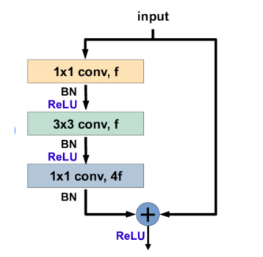 input
1x1 conv, f
BN
ReLU
3x3 conv, f
BN
ReLU
1x1 conv, 4f
BN
+
ReLU